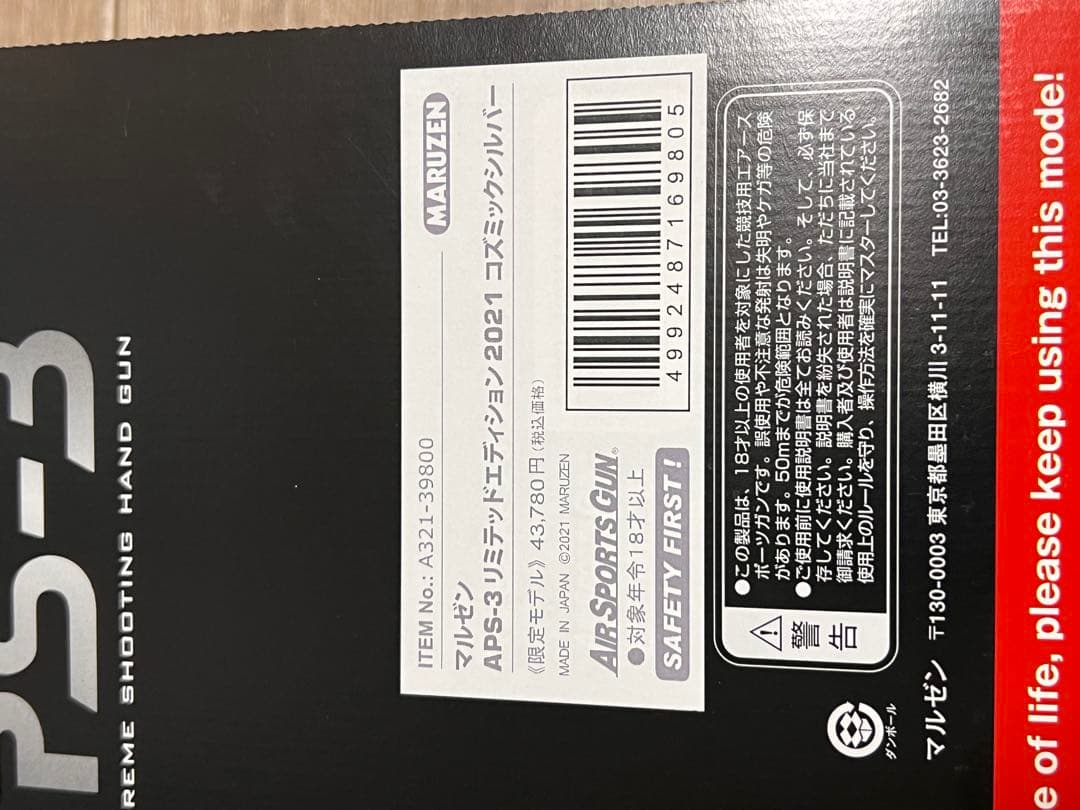 PS-3
REME SHOOTING HAND GUN
ITEM No.: A321-39800
MARUZEN
マルゼン
APS-3 リミテッドエディション2021 コズミックシルバー
《限定モデル》 43,780円 (税込価格)
MADE IN JAPAN ©2021 MARUZEN
AIR SPORTS GUN®
●対象年令18才以上
SAFETY FIRST!
4992487169805
警告
●この製品は、18才以上の使用者を対象にした競技用エアース
ポーツガンです。誤使用や不注意な発射は失明やケガ等の危険
があります。50mまでが危険範囲となります。
●ご使用前に使用説明書は全てお読みください。そして、必ず保
存してください。説明書を紛失された場合、ただちに当社まで
御請求ください。購入者及び使用者は説明書に記載されている
使用上のルールを守り、操作方法を確実にマスターしてください。
ダンボール
マルゼン 〒130-0003 東京都墨田区横川 3-11-11 TEL:03-3623-2682
e of life, please keep using this mode!